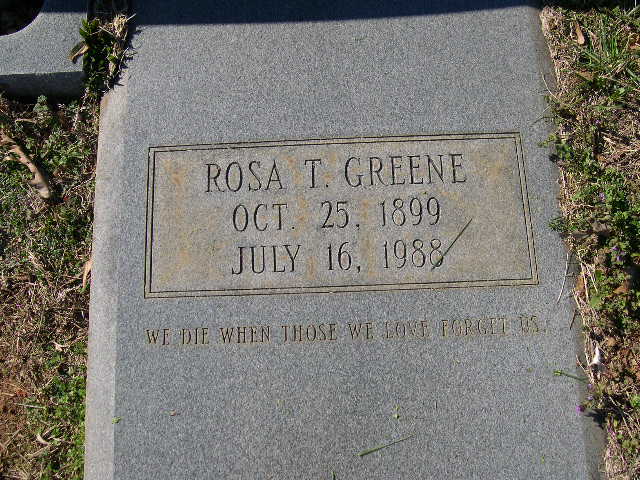 ROSA T. GREENE
OCT. 25, 1899
JULY 16, 1988
WE DIE WHEN THOSE WE LOVE FORGET US.